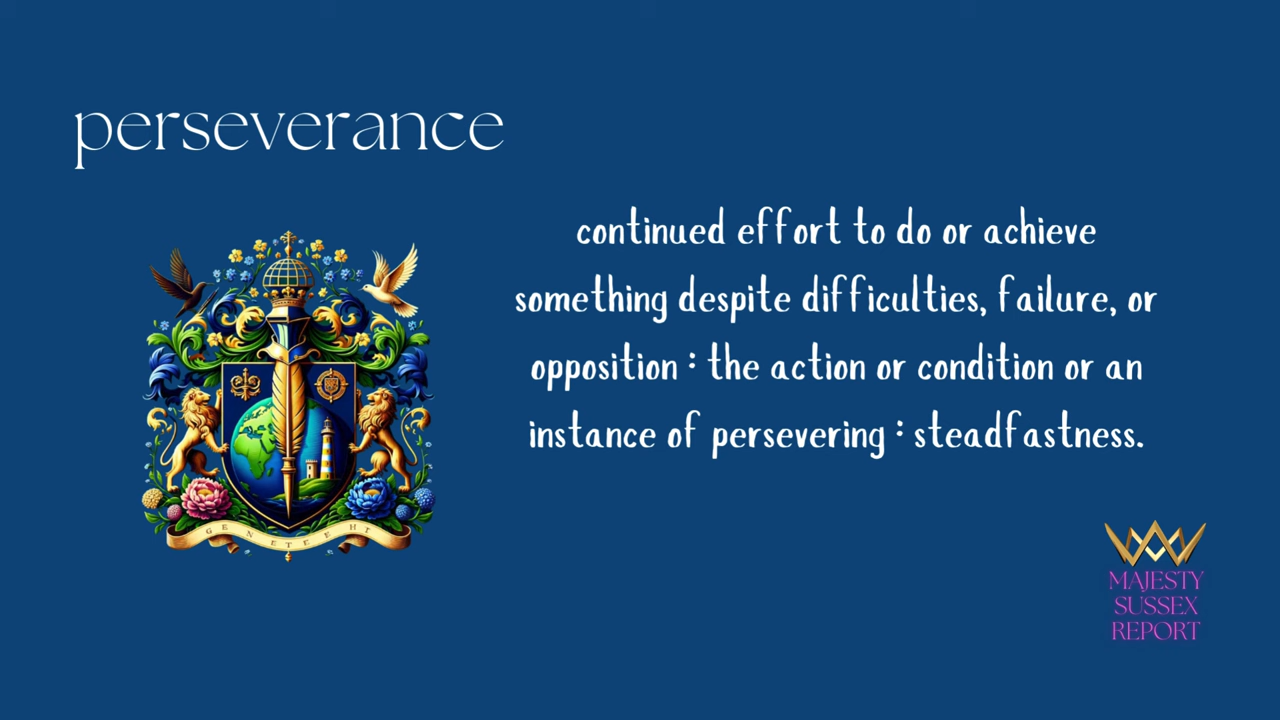 perseverance
continued effort to do or achieve
something despite difficulties, failure, or
opposition : the action or condition or an
instance of persevering : steadfastness.
GENETEEHT
MAJESTY
SUSSEX
REPORT